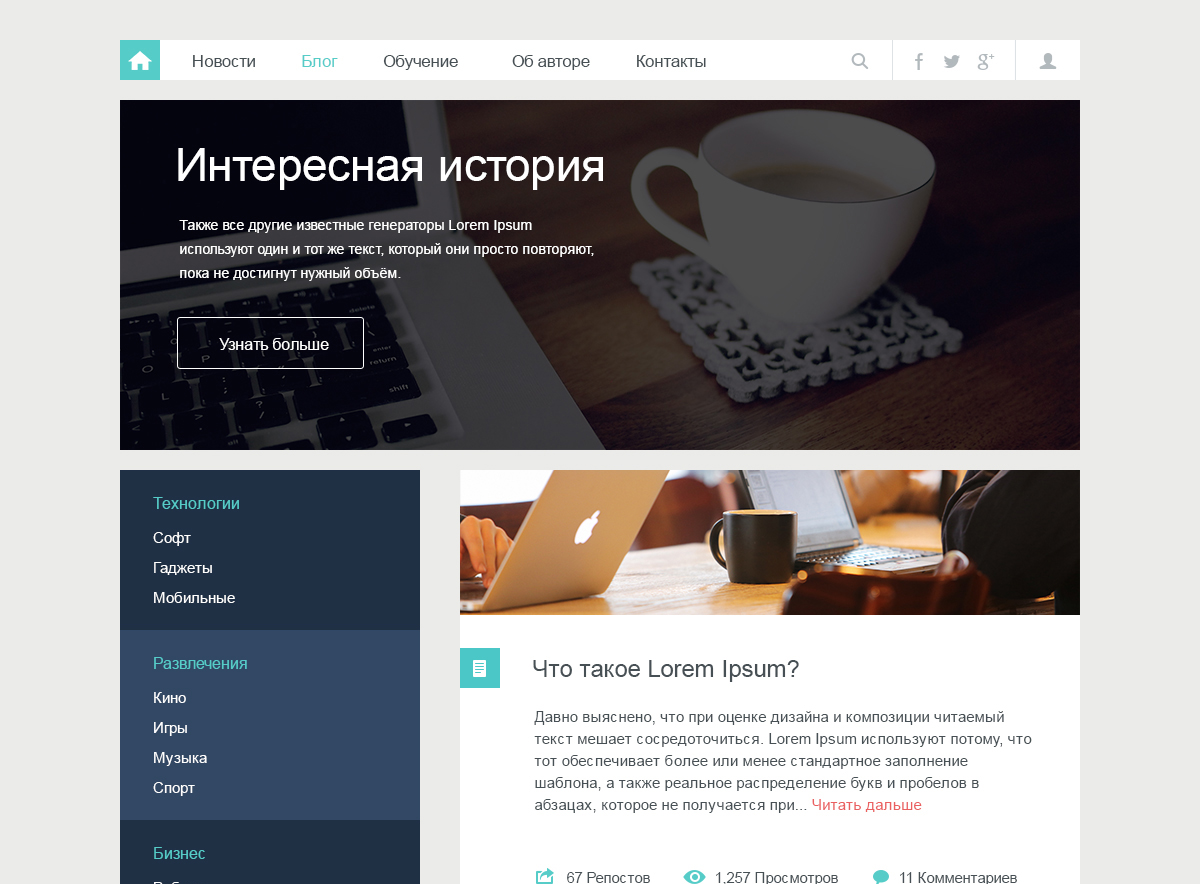 Новости Блог Обучение Об авторе Контакты
Интересная история
Также все другие известные генераторы Lorem Ipsum
используют один и тот же текст, который они просто повторяют,
пока не достигнут нужный объём.
Узнать больше
delete
enter
return
shift
Технологии
Софт
Гаджеты
Мобильные
Развлечения
Кино
Игры
Музыка
Спорт
Бизнес
Что такое Lorem Ipsum?
Давно выяснено, что при оценке дизайна и композиции читаемый
текст мешает сосредоточиться. Lorem Ipsum используют потому, что
тот обеспечивает более или менее стандартное заполнение
шаблона, а также реальное распределение букв и пробелов в
абзацах, которое не получается при... Читать дальше
67 Репостов 1,257 Просмотров 11 Комментариев